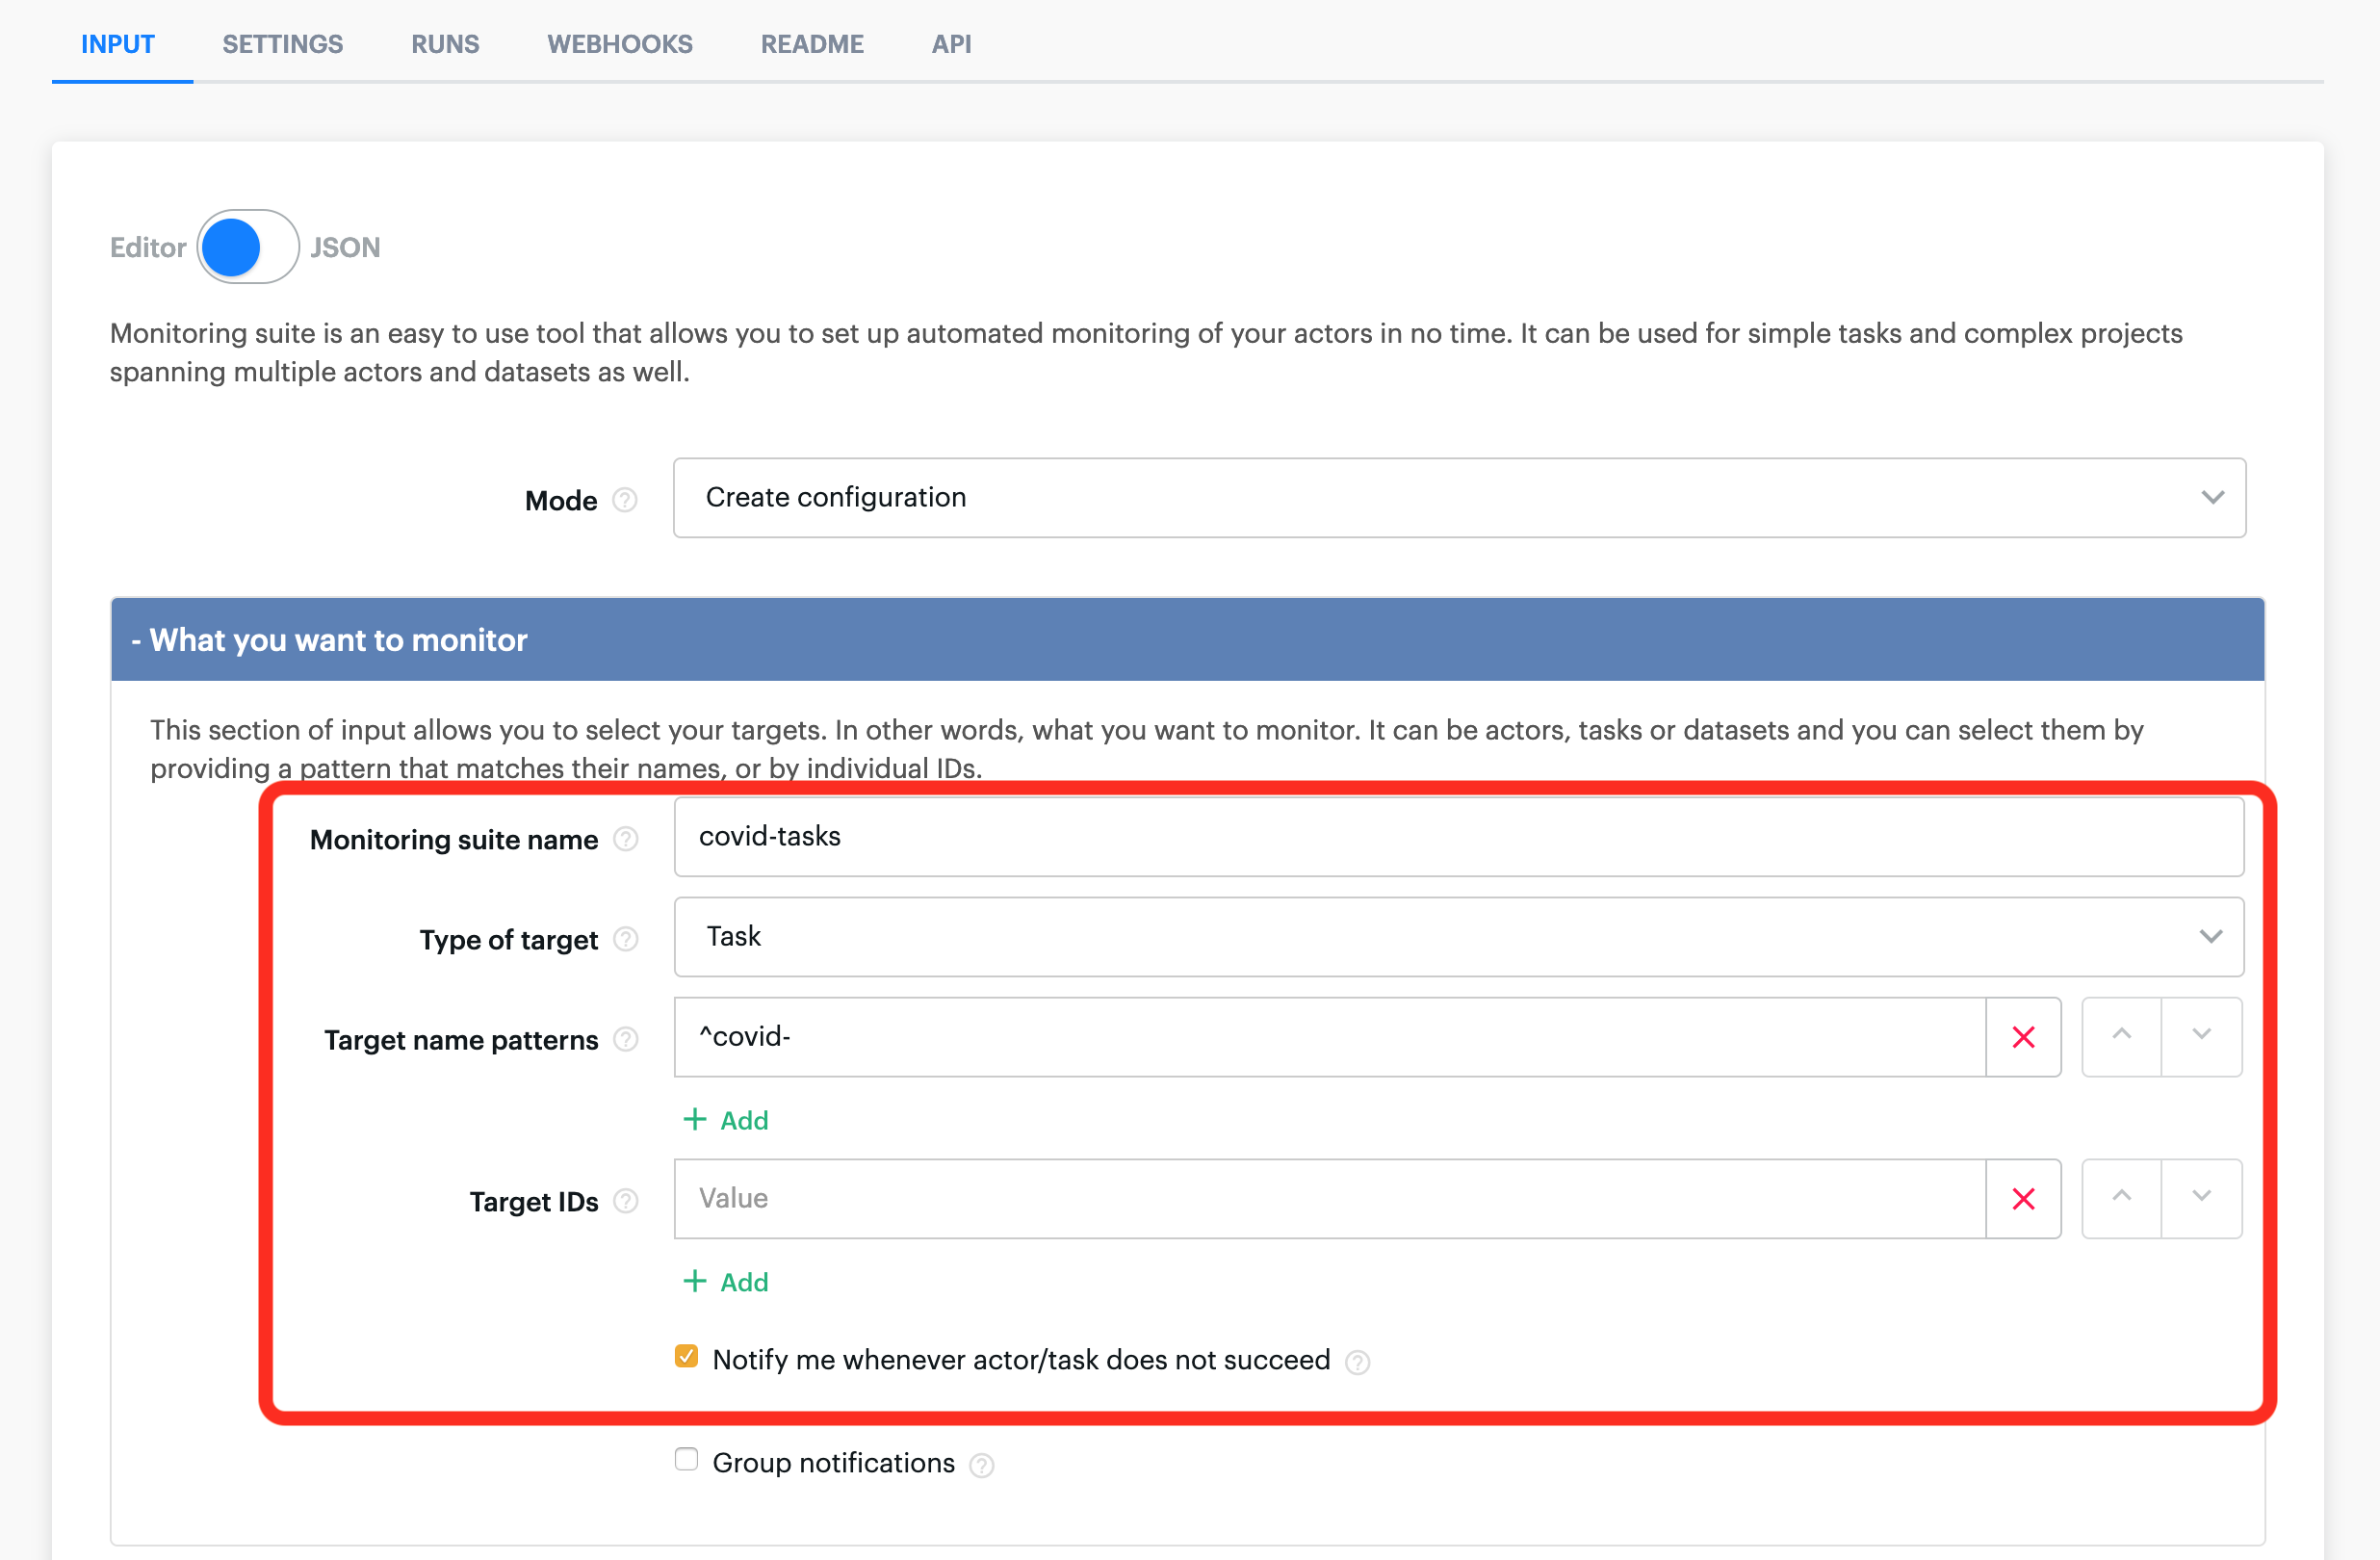 INPUT SETTINGS RUNS WEBHOOKS README API
Editor JSON
Monitoring suite is an easy to use tool that allows you to set up automated monitoring of your actors in no time. It can be used for simple tasks and complex projects
spanning multiple actors and datasets as well.
Mode ? Create configuration
- What you want to monitor
This section of input allows you to select your targets. In other words, what you want to monitor. It can be actors, tasks or datasets and you can select them by
providing a pattern that matches their names, or by individual IDs.
Monitoring suite name ? covid-tasks
Type of target ? Task
Target name patterns ? ^covid-
+ Add
Target IDs ? Value
+ Add
Notify me whenever actor/task does not succeed ?
Group notifications ?